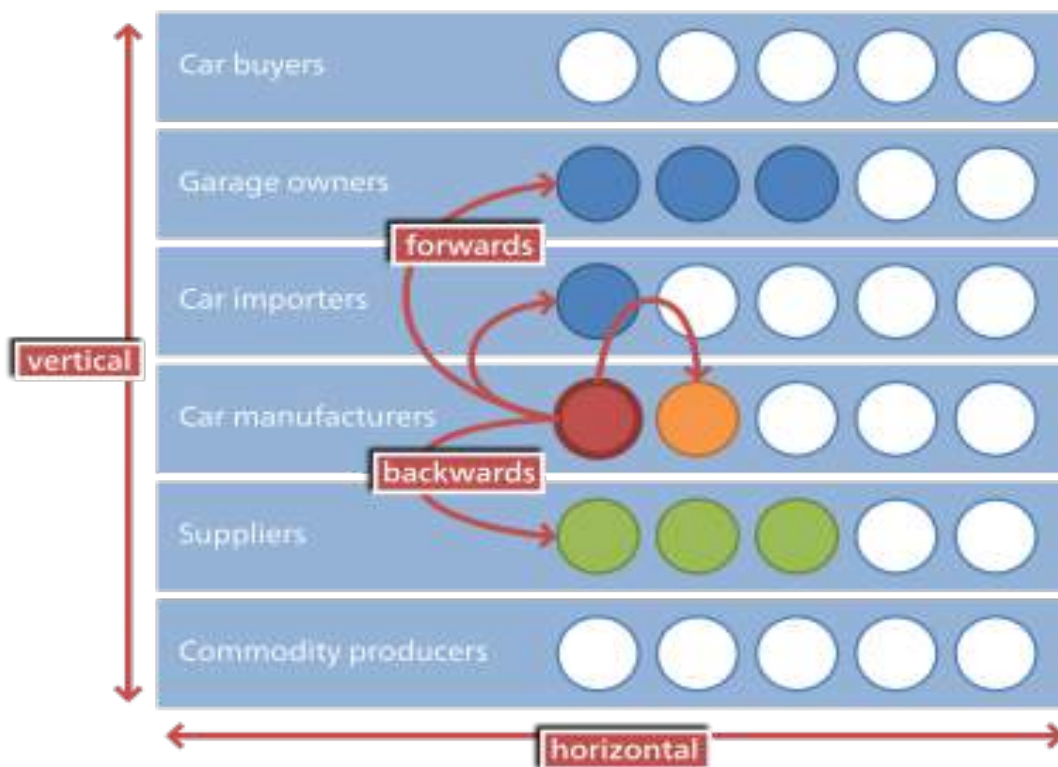 Car buyers
Garage owners
forwards
Car importers
vertical
Car manufacturers
backwards
Suppliers
Commodity producers
horizontal